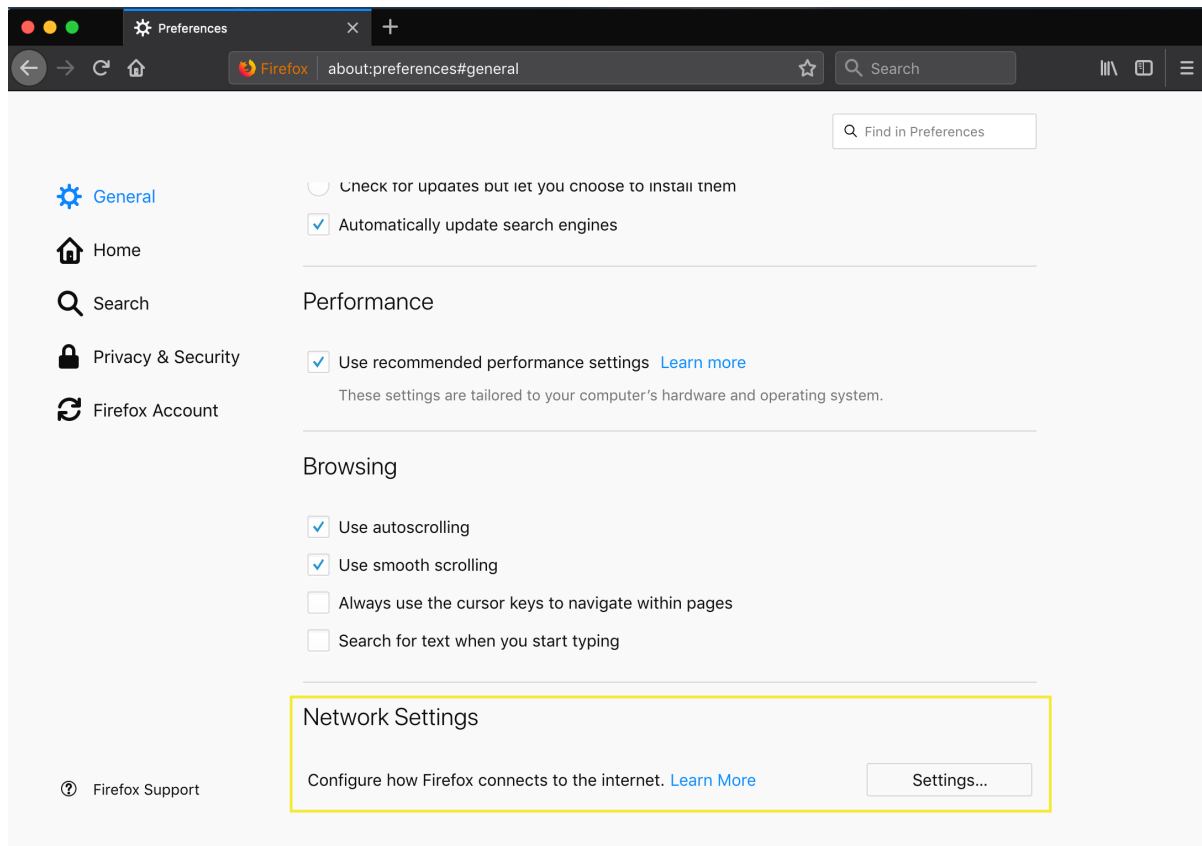 Preferences
Firefox about:preferences#general Search
Find in Preferences
General
Home
Search
Privacy & Security
Firefox Account
Firefox Support
Check for updates but let you choose to install them
Automatically update search engines
Performance
Use recommended performance settings Learn more
These settings are tailored to your computer’s hardware and operating system.
Browsing
Use autoscrolling
Use smooth scrolling
Always use the cursor keys to navigate within pages
Search for text when you start typing
Network Settings
Configure how Firefox connects to the internet. Learn More Settings...